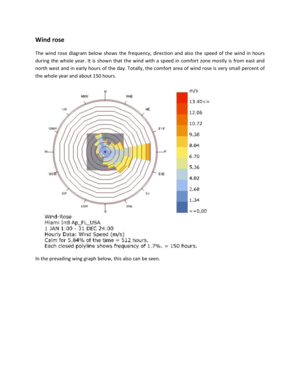 Wind rose
The wind rose diagram below shows the frequency, direction and also the speed of the wind in hours
during the whole year. It is shown that the wind with a speed in comfort zone mostly is from east and
north west and in early hours of the day. Totally, the comfort area of wind rose is very small percent of
the whole year and about 150 hours.
m/s
13.40<=
12.06
10.72
9.38
8.04
6.70
5.36
4.02
2.68
1.34
<=0.00
Wind-Rose
Miami Intl Ap_FL_USA
1 JAN 1:00 - 31 DEC 24:00
Hourly Data: Wind Speed (m/s)
Calm for 5.84% of the time = 512 hours.
Each closed polyline shows frequency of 1.7%. = 150 hours.
In the prevailing wing graph below, this also can be seen.